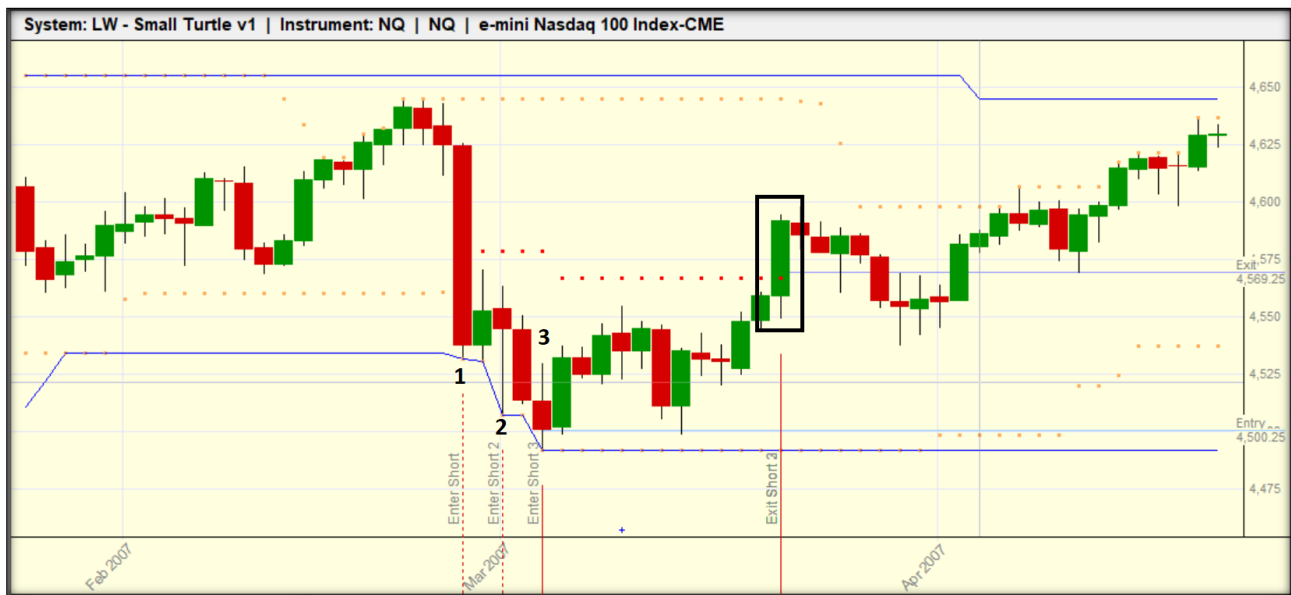 System: LW - Small Turtle v1 | Instrument: NQ | NQ | e-mini Nasdaq 100 Index-CME
4,650
4,625
4,600
4,575
Exit
4,569.25
4,550
3
4,525
1
2
Entry
4,500.25
4,475
Enter Short
Enter Short 2
Enter Short 3
Exit Short
Feb 2007
Mar 2007
Apr 2007